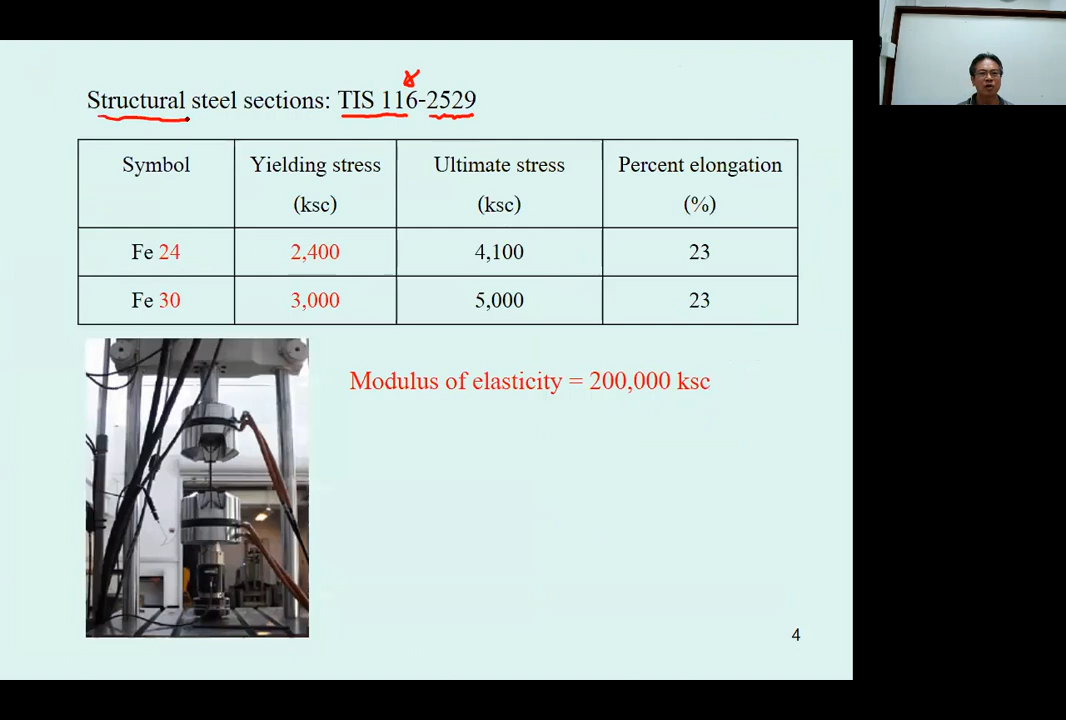 Structural steel sections: TIS 116-2529
Symbol Yielding stress (ksc) Ultimate stress (ksc) Percent elongation (%)
Fe 24 2,400 4,100 23
Fe 30 3,000 5,000 23
Modulus of elasticity = 200,000 ksc
4